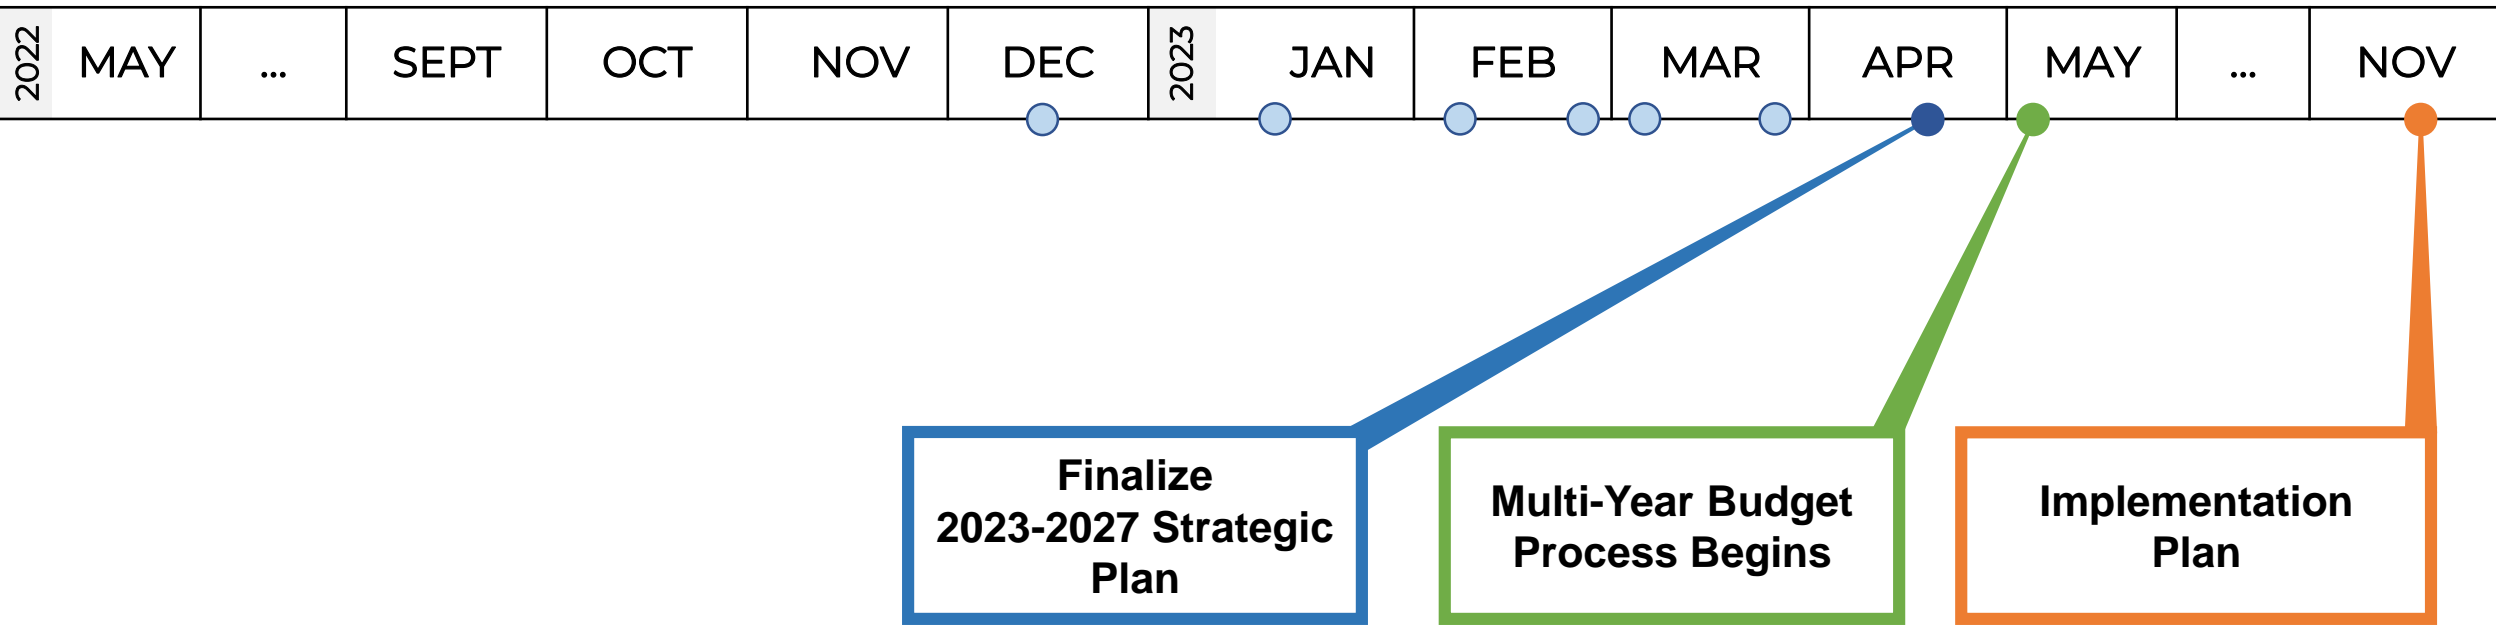 2022 MAY ... SEPT OCT NOV DEC 2023 JAN FEB MAR APR MAY ... NOV
Finalize
2023-2027 Strategic
Plan
Multi-Year Budget
Process Begins
Implementation
Plan